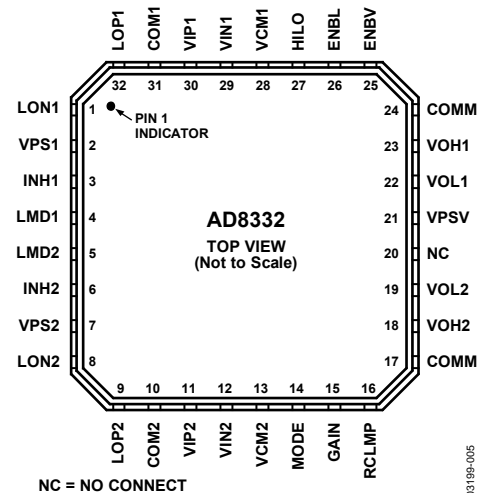 LOP1 COM1 VIP1 VIN1 VCM1 HILO ENBL ENBV
32 31 30 29 28 27 26 25
LON1 1
VPS1 2
INH1 3
LMD1 4
LMD2 5
INH2 6
VPS2 7
LON2 8
PIN 1
INDICATOR
AD8332
TOP VIEW
(Not to Scale)
24 COMM
23 VOH1
22 VOL1
21 VPSV
20 NC
19 VOL2
18 VOH2
17 COMM
9 10 11 12 13 14 15 16
LOP2 COM2 VIP2 VIN2 VCM2 MODE GAIN RCLMP
NC = NO CONNECT
03199-005